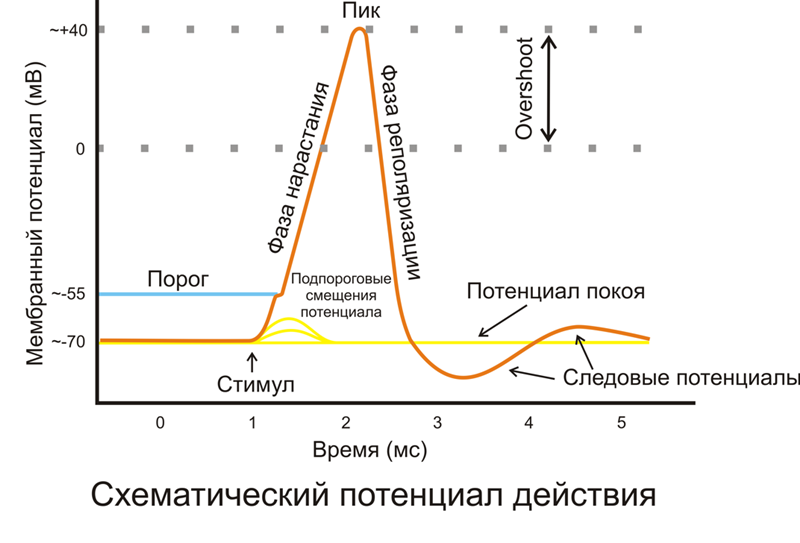 Пик
~+40
Overshoot
Фаза нарастания
Фаза реполяризации
Мембранный потенциал (мВ)
0
Порог
~-55
Подпороговые
смещения
потенциала
Потенциал покоя
~-70
Стимул
Следовые потенциалы
0 1 2 3 4 5
Время (мс)
Схематический потенциал действия